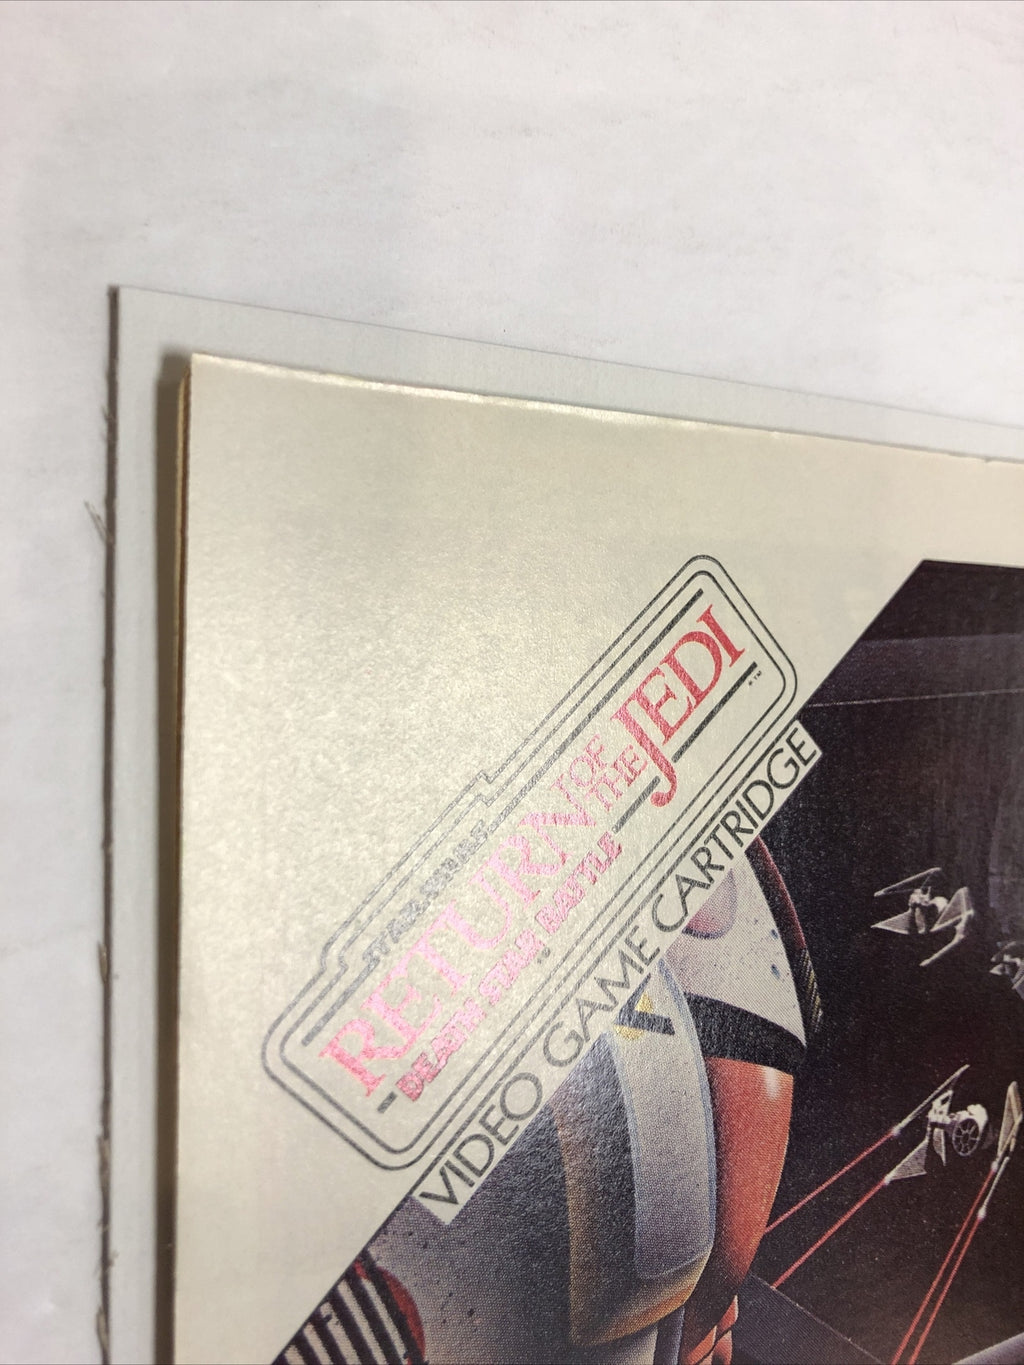 STAR WARS
RETURN OF THE JEDI
DEATH STAR BATTLE
TM
VIDEO GAME CARTRIDGE